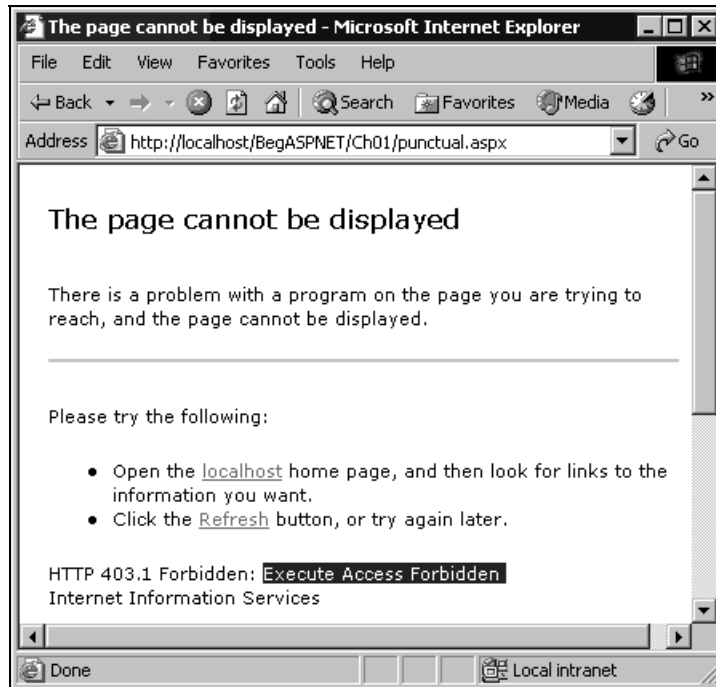 The page cannot be displayed - Microsoft Internet Explorer
File Edit View Favorites Tools Help
Back Search Favorites Media »
Address http://localhost/BegASPNET/Ch01/punctual.aspx Go
The page cannot be displayed
There is a problem with a program on the page you are trying to
reach, and the page cannot be displayed.
Please try the following:
• Open the localhost home page, and then look for links to the
information you want.
• Click the Refresh button, or try again later.
HTTP 403.1 Forbidden: Execute Access Forbidden
Internet Information Services
Done Local intranet